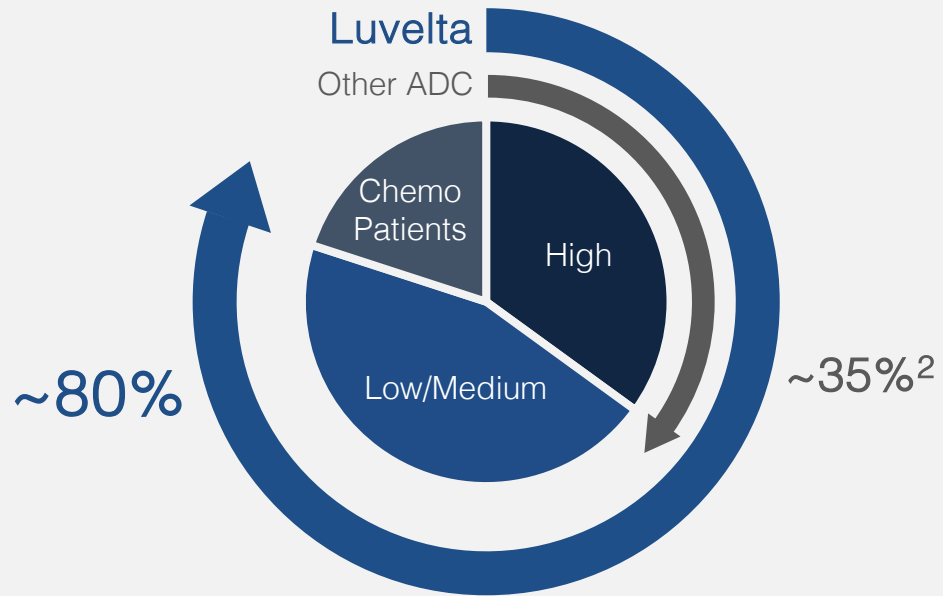 Luvelta
Other ADC
Chemo
Patients
High
Low/Medium
~80%
~35%²